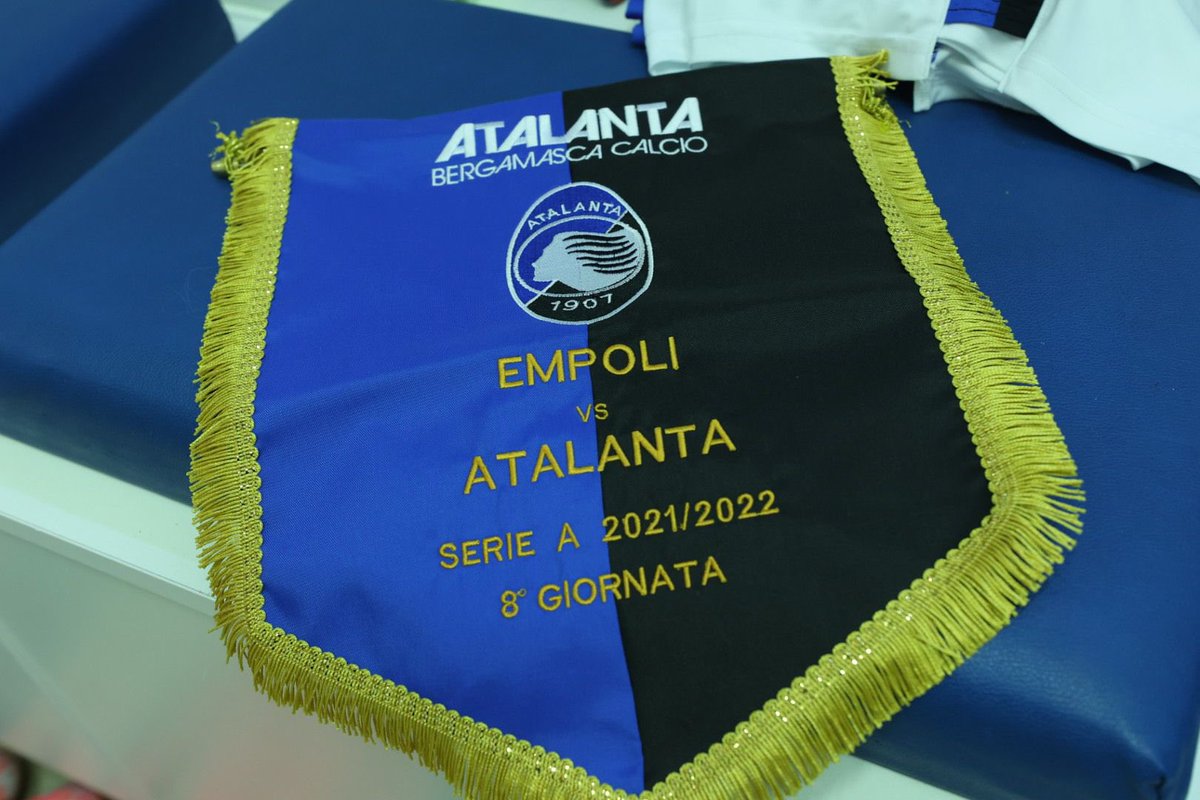 ATALANTA
BERGAMASCA CALCIO
ATALANTA
1907
EMPOLI
VS
ATALANTA
SERIE A 2021/2022
8° GIORNATA